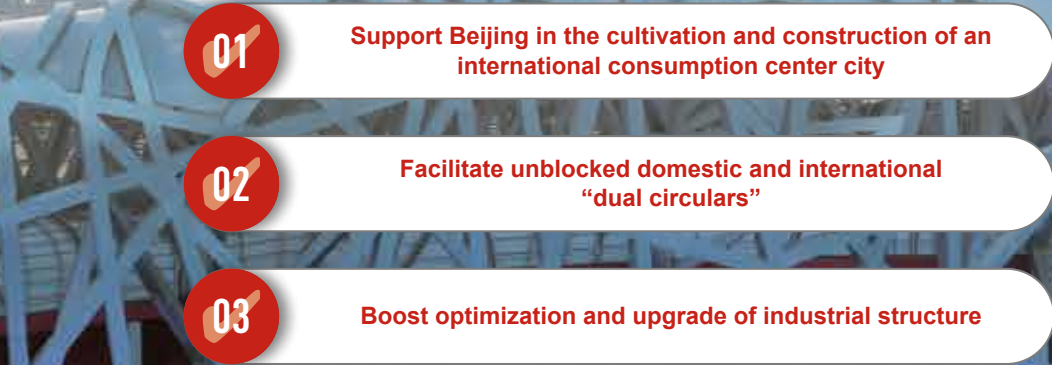 01
Support Beijing in the cultivation and construction of an
international consumption center city
02
Facilitate unblocked domestic and international
“dual circulars”
03
Boost optimization and upgrade of industrial structure